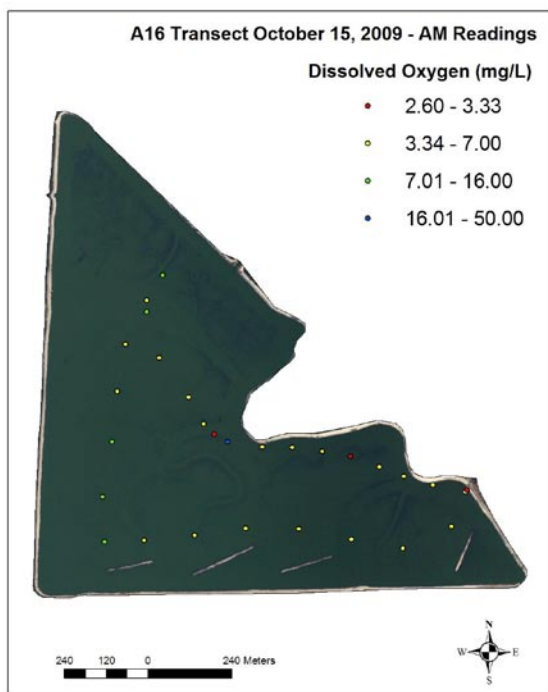 A16 Transect October 15, 2009 - AM Readings
Dissolved Oxygen (mg/L)
2.60 - 3.33
3.34 - 7.00
7.01 - 16.00
16.01 - 50.00
240 120 0 240 Meters
N
W E
S